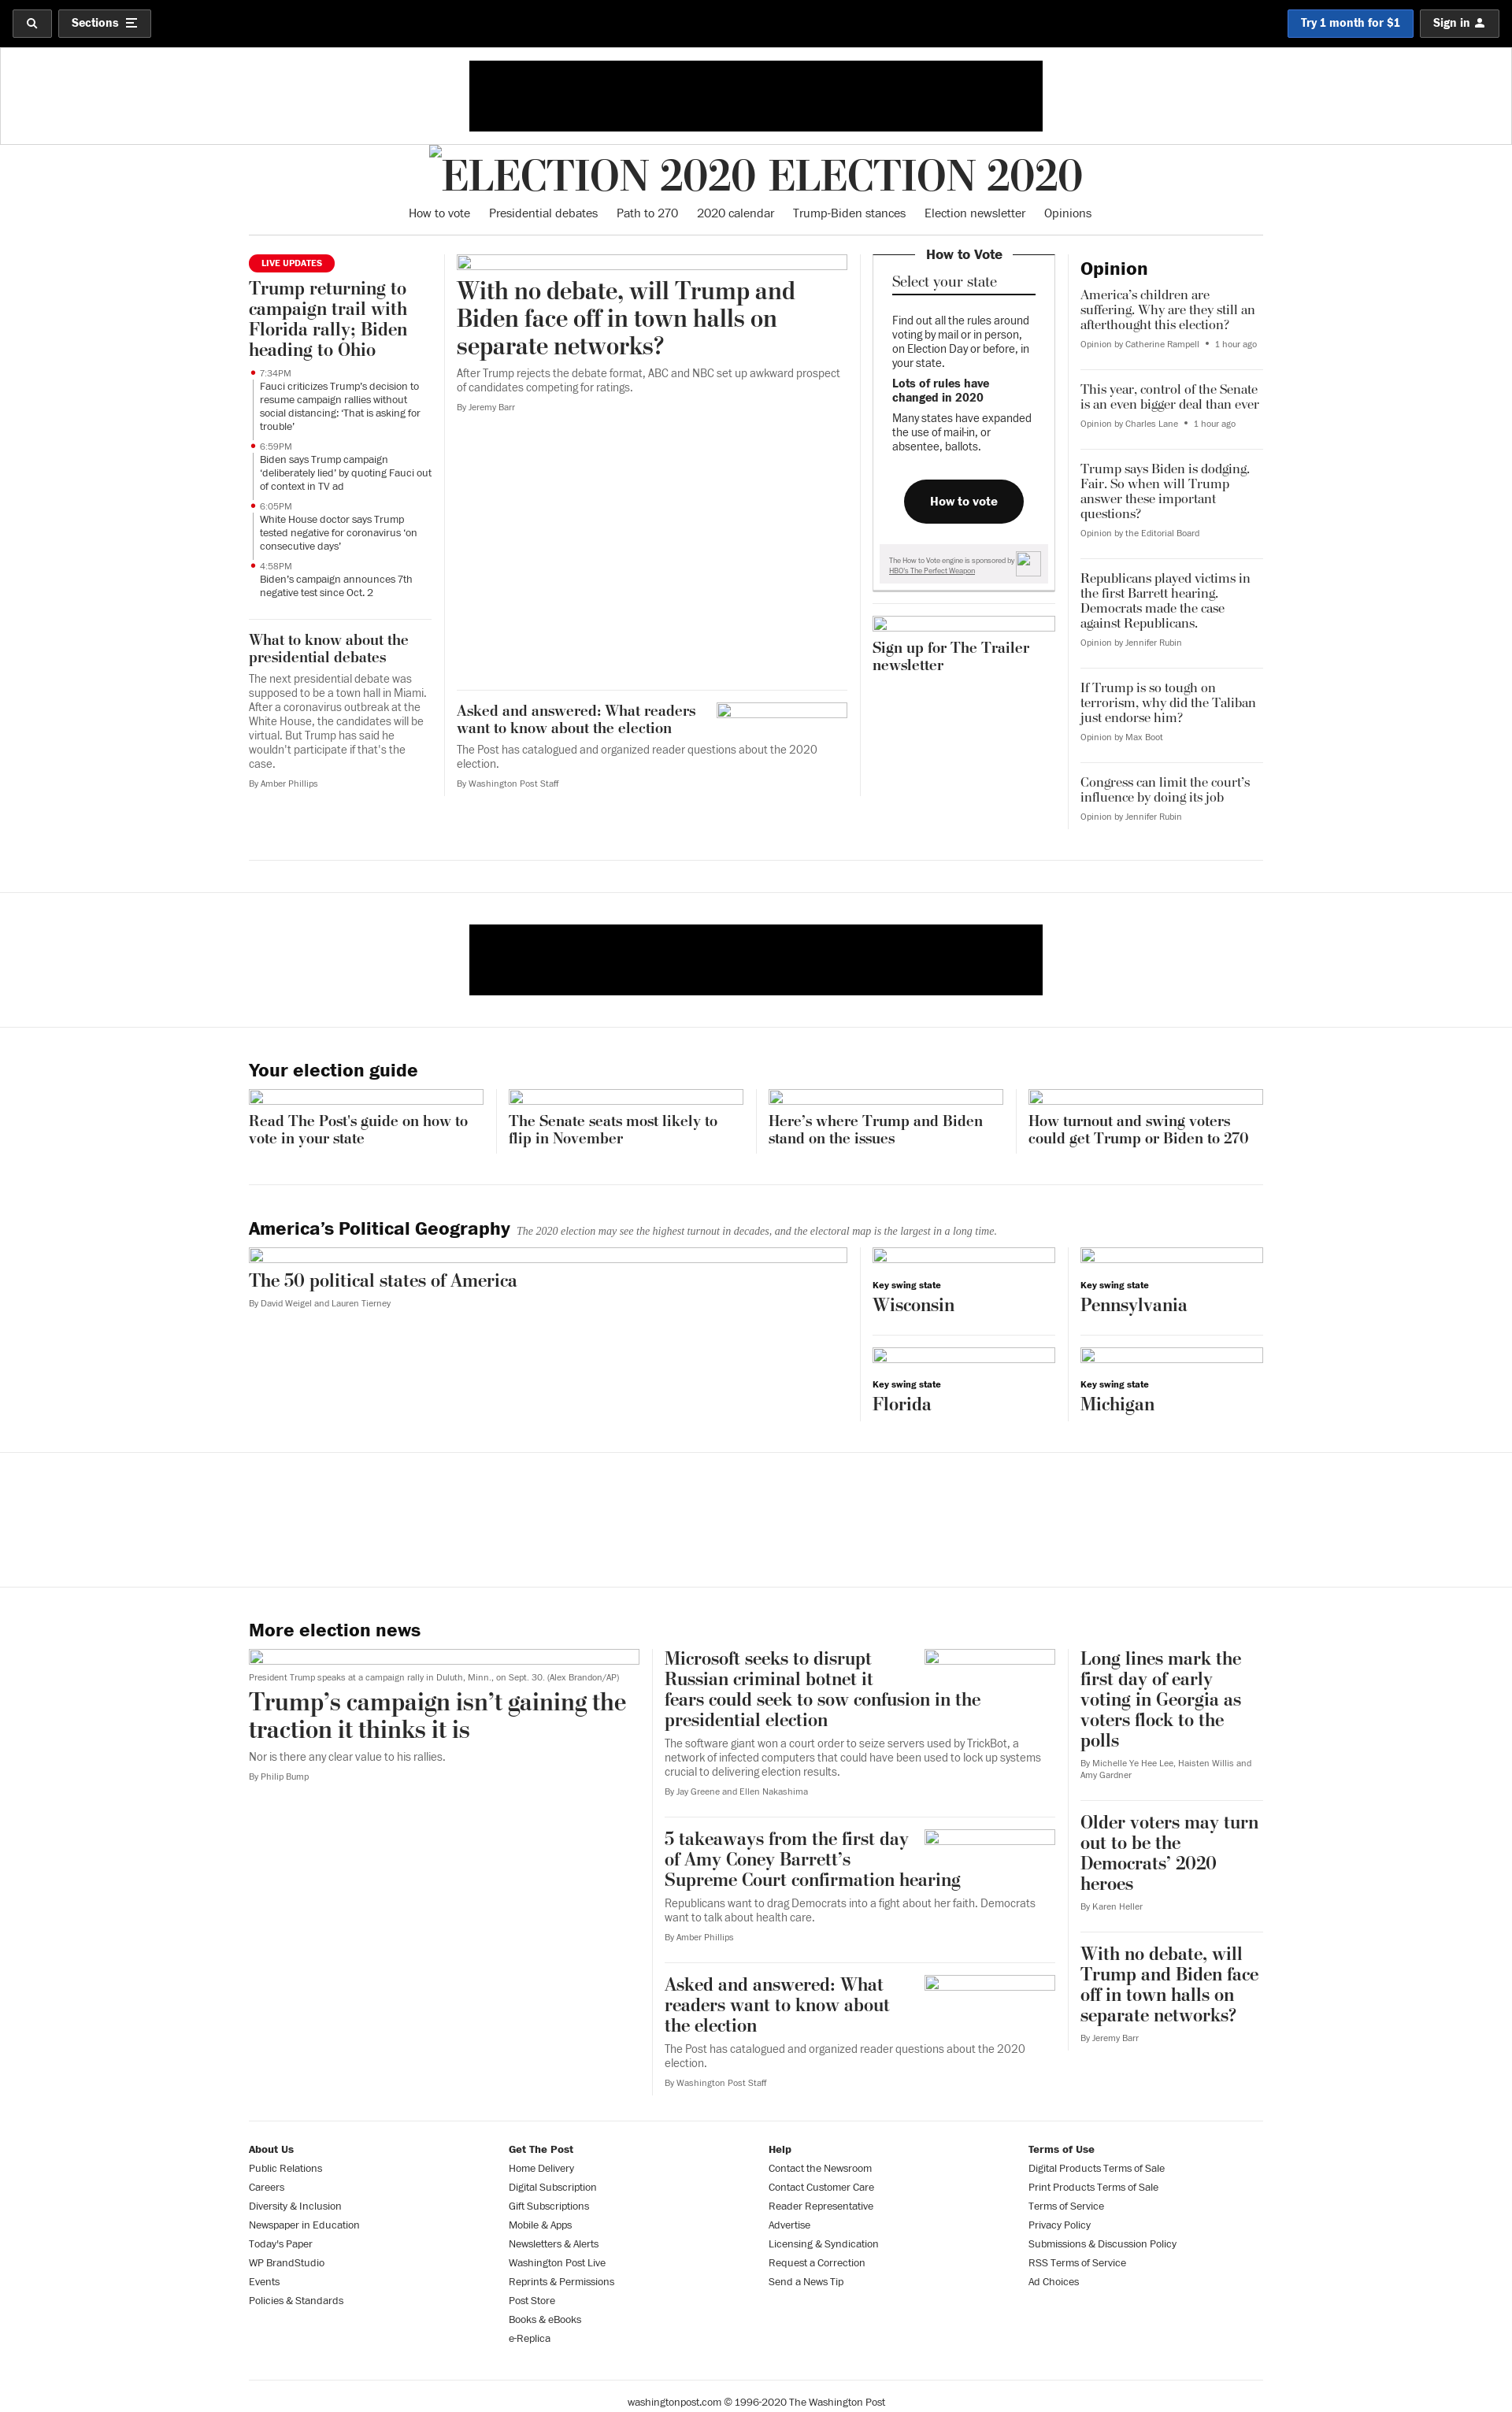 Sections
Try 1 month for $1
Sign in
ELECTION 2020 ELECTION 2020
How to vote
Presidential debates
Path to 270
2020 calendar
Trump-Biden stances
Election newsletter
Opinions
LIVE UPDATES
Trump returning to
campaign trail with
Florida rally; Biden
heading to Ohio
7:34PM
Fauci criticizes Trump’s decision to
resume campaign rallies without
social distancing: ‘That is asking for
trouble’
6:59PM
Biden says Trump campaign
‘deliberately lied’ by quoting Fauci out
of context in TV ad
6:05PM
White House doctor says Trump
tested negative for coronavirus ‘on
consecutive days’
4:58PM
Biden’s campaign announces 7th
negative test since Oct. 2
What to know about the
presidential debates
The next presidential debate was
supposed to be a town hall in Miami.
After a coronavirus outbreak at the
White House, the candidates will be
virtual. But Trump has said he
wouldn't participate if that's the
case.
By Amber Phillips
With no debate, will Trump and
Biden face off in town halls on
separate networks?
After Trump rejects the debate format, ABC and NBC set up awkward prospect
of candidates competing for ratings.
By Jeremy Barr
Asked and answered: What readers
want to know about the election
The Post has catalogued and organized reader questions about the 2020
election.
By Washington Post Staff
How to Vote
Select your state
Find out all the rules around
voting by mail or in person,
on Election Day or before, in
your state.
Lots of rules have
changed in 2020
Many states have expanded
the use of mail-in, or
absentee, ballots.
How to vote
The How to Vote engine is sponsored by
HBO's The Perfect Weapon
Sign up for The Trailer
newsletter
Opinion
America’s children are
suffering. Why are they still an
afterthought this election?
Opinion by Catherine Rampell • 1 hour ago
This year, control of the Senate
is an even bigger deal than ever
Opinion by Charles Lane • 1 hour ago
Trump says Biden is dodging.
Fair. So when will Trump
answer these important
questions?
Opinion by the Editorial Board
Republicans played victims in
the first Barrett hearing.
Democrats made the case
against Republicans.
Opinion by Jennifer Rubin
If Trump is so tough on
terrorism, why did the Taliban
just endorse him?
Opinion by Max Boot
Congress can limit the court’s
influence by doing its job
Opinion by Jennifer Rubin
Your election guide
Read The Post's guide on how to
vote in your state
The Senate seats most likely to
flip in November
Here’s where Trump and Biden
stand on the issues
How turnout and swing voters
could get Trump or Biden to 270
America’s Political Geography The 2020 election may see the highest turnout in decades, and the electoral map is the largest in a long time.
The 50 political states of America
By David Weigel and Lauren Tierney
Key swing state
Wisconsin
Key swing state
Pennsylvania
Key swing state
Florida
Key swing state
Michigan
More election news
President Trump speaks at a campaign rally in Duluth, Minn., on Sept. 30. (Alex Brandon/AP)
Trump’s campaign isn’t gaining the
traction it thinks it is
Nor is there any clear value to his rallies.
By Philip Bump
Microsoft seeks to disrupt
Russian criminal botnet it
fears could seek to sow confusion in the
presidential election
The software giant won a court order to seize servers used by TrickBot, a
network of infected computers that could have been used to lock up systems
crucial to delivering election results.
By Jay Greene and Ellen Nakashima
5 takeaways from the first day
of Amy Coney Barrett’s
Supreme Court confirmation hearing
Republicans want to drag Democrats into a fight about her faith. Democrats
want to talk about health care.
By Amber Phillips
Asked and answered: What
readers want to know about
the election
The Post has catalogued and organized reader questions about the 2020
election.
By Washington Post Staff
Long lines mark the
first day of early
voting in Georgia as
voters flock to the
polls
By Michelle Ye Hee Lee, Haisten Willis and
Amy Gardner
Older voters may turn
out to be the
Democrats’ 2020
heroes
By Karen Heller
With no debate, will
Trump and Biden face
off in town halls on
separate networks?
By Jeremy Barr
About Us
Public Relations
Careers
Diversity & Inclusion
Newspaper in Education
Today's Paper
WP BrandStudio
Events
Policies & Standards
Get The Post
Home Delivery
Digital Subscription
Gift Subscriptions
Mobile & Apps
Newsletters & Alerts
Washington Post Live
Reprints & Permissions
Post Store
Books & eBooks
e-Replica
Help
Contact the Newsroom
Contact Customer Care
Reader Representative
Advertise
Licensing & Syndication
Request a Correction
Send a News Tip
Terms of Use
Digital Products Terms of Sale
Print Products Terms of Sale
Terms of Service
Privacy Policy
Submissions & Discussion Policy
RSS Terms of Service
Ad Choices
washingtonpost.com © 1996-2020 The Washington Post